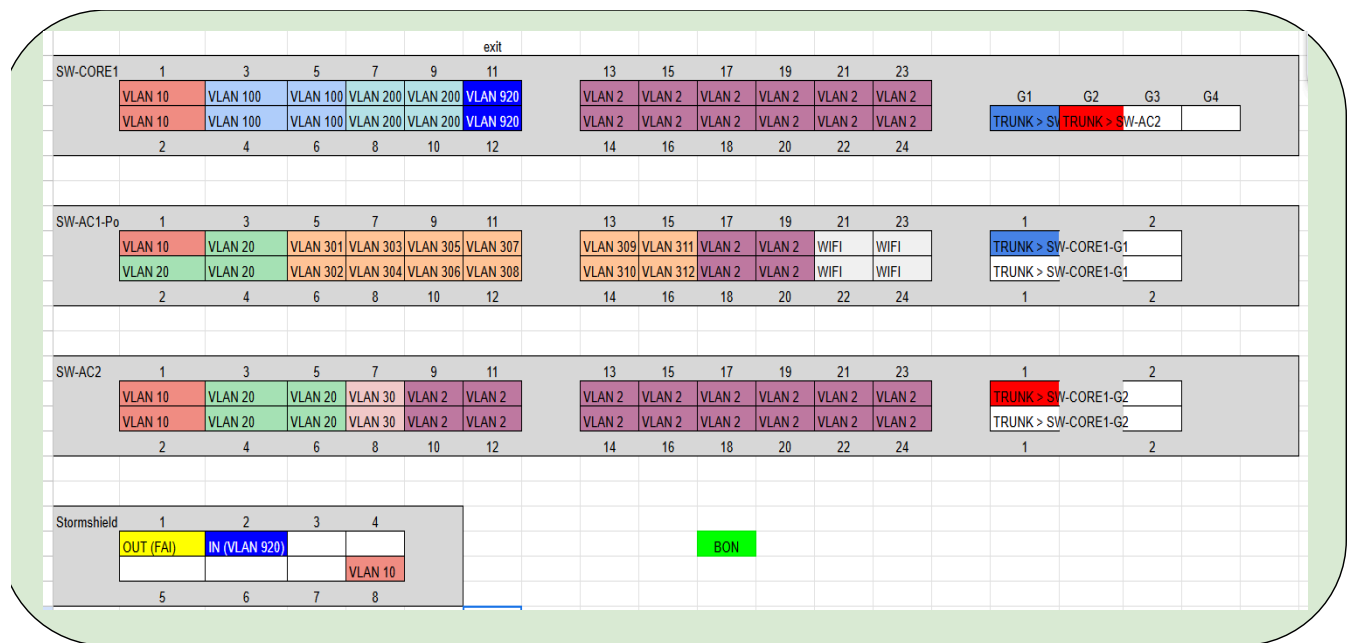 exit
SW-CORE1 1 3 5 7 9 11 13 15 17 19 21 23
VLAN 10 VLAN 100 VLAN 100 VLAN 200 VLAN 200 VLAN 920 VLAN 2 VLAN 2 VLAN 2 VLAN 2 VLAN 2 VLAN 2 G1 G2 G3 G4
VLAN 10 VLAN 100 VLAN 100 VLAN 200 VLAN 200 VLAN 920 VLAN 2 VLAN 2 VLAN 2 VLAN 2 VLAN 2 VLAN 2 TRUNK > SV TRUNK > SW-AC2
2 4 6 8 10 12 14 16 18 20 22 24
SW-AC1-Po 1 3 5 7 9 11 13 15 17 19 21 23 1 2
VLAN 10 VLAN 20 VLAN 301 VLAN 303 VLAN 305 VLAN 307 VLAN 309 VLAN 311 VLAN 2 VLAN 2 WIFI WIFI TRUNK > SW-CORE1-G1
VLAN 20 VLAN 20 VLAN 302 VLAN 304 VLAN 306 VLAN 308 VLAN 310 VLAN 312 VLAN 2 VLAN 2 WIFI WIFI TRUNK > SW-CORE1-G1
2 4 6 8 10 12 14 16 18 20 22 24 1 2
SW-AC2 1 3 5 7 9 11 13 15 17 19 21 23 1 2
VLAN 10 VLAN 20 VLAN 20 VLAN 30 VLAN 2 VLAN 2 VLAN 2 VLAN 2 VLAN 2 VLAN 2 VLAN 2 VLAN 2 TRUNK > SW-CORE1-G2
VLAN 10 VLAN 20 VLAN 20 VLAN 30 VLAN 2 VLAN 2 VLAN 2 VLAN 2 VLAN 2 VLAN 2 VLAN 2 VLAN 2 TRUNK > SW-CORE1-G2
2 4 6 8 10 12 14 16 18 20 22 24 1 2
Stormshield 1 2 3 4
OUT (FAI) IN (VLAN 920) BON
VLAN 10
5 6 7 8